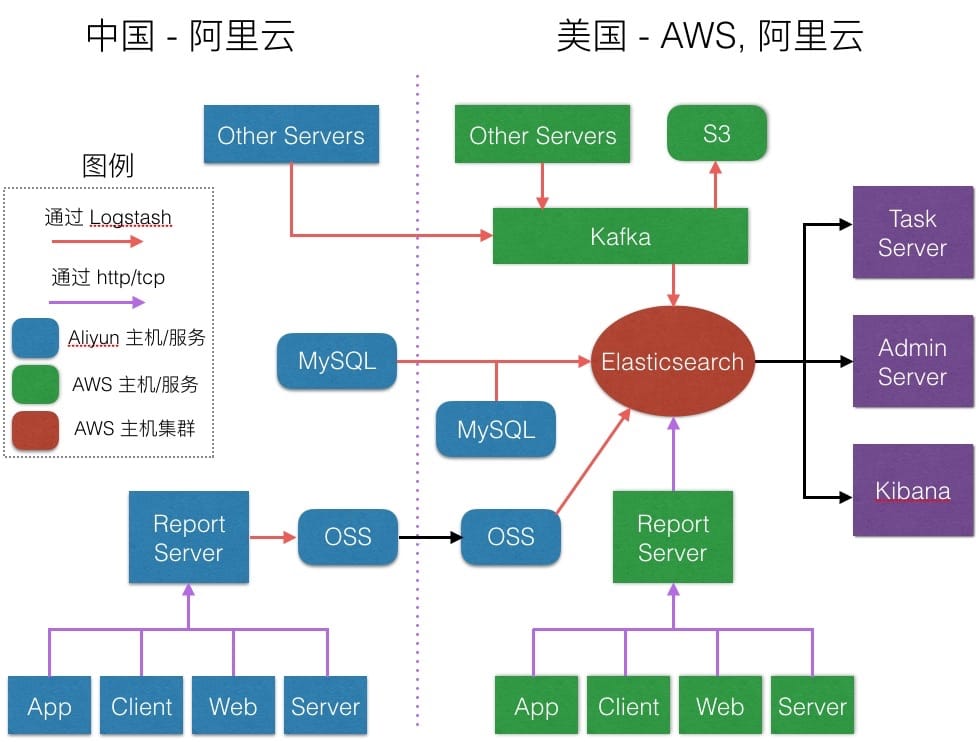 中国 - 阿里云
美国 - AWS, 阿里云
Other Servers
Other Servers
S3
图例
通过 Logstash
通过 http/tcp
Aliyun 主机/服务
AWS 主机/服务
AWS 主机集群
Kafka
Task
Server
MySQL
Elasticsearch
Admin
Server
MySQL
Kibana
Report
Server
OSS
OSS
Report
Server
App
Client
Web
Server
App
Client
Web
Server